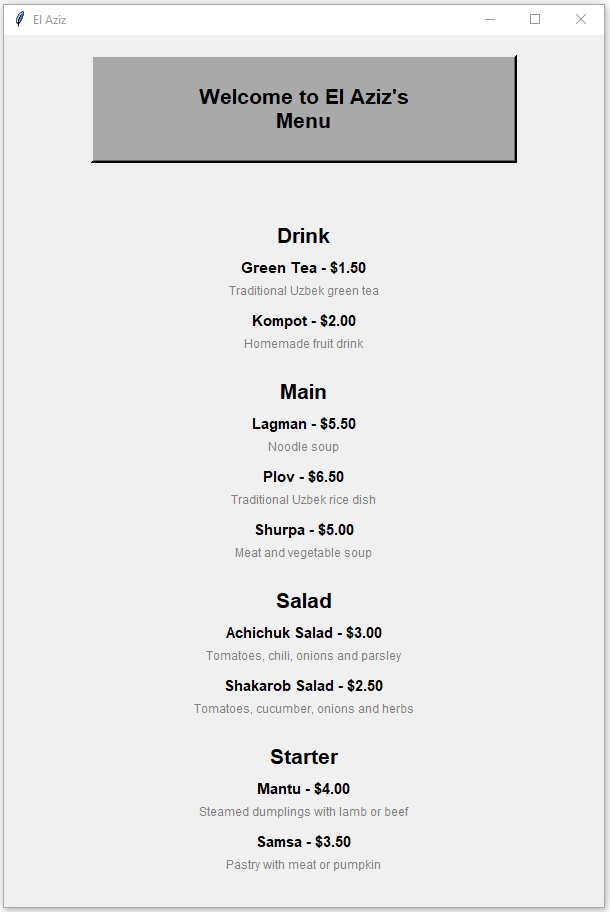 El Aziz
Welcome to El Aziz's
Menu
Drink
Green Tea - $1.50
Traditional Uzbek green tea
Kompot - $2.00
Homemade fruit drink
Main
Lagman - $5.50
Noodle soup
Plov - $6.50
Traditional Uzbek rice dish
Shurpa - $5.00
Meat and vegetable soup
Salad
Achichuk Salad - $3.00
Tomatoes, chili, onions and parsley
Shakarob Salad - $2.50
Tomatoes, cucumber, onions and herbs
Starter
Mantu - $4.00
Steamed dumplings with lamb or beef
Samsa - $3.50
Pastry with meat or pumpkin